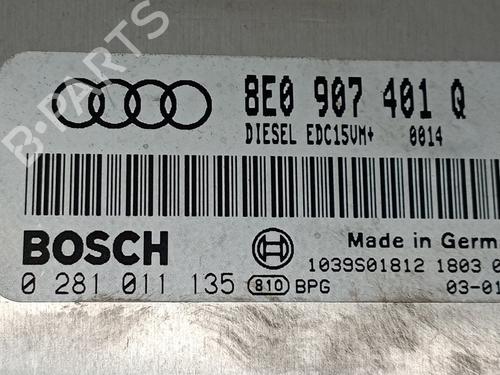 8E0 907 401 Q
DIESEL EDC15VM+ 0014
BOSCH
Made in Germ
0 281 011 135 810 BPG
1039S01812 1803 0
03-01
B-PARTS